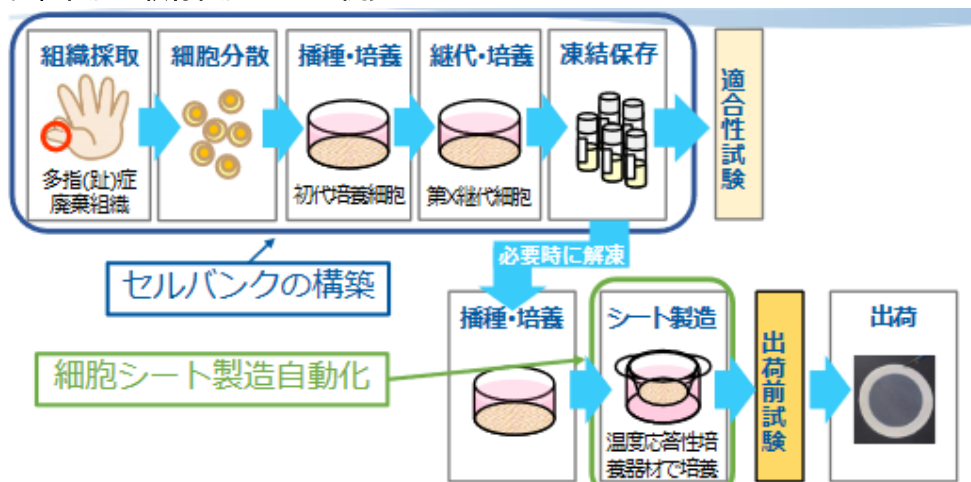 組織採取
細胞分散
播種・培養
継代・培養
凍結保存
適合性試験
多指(趾)症
廃棄組織
初代培養細胞
第X継代細胞
必要時に解凍
セルバンクの構築
播種・培養
シート製造
出荷前試験
出荷
細胞シート製造自動化
温度応答性培
養器材で培養